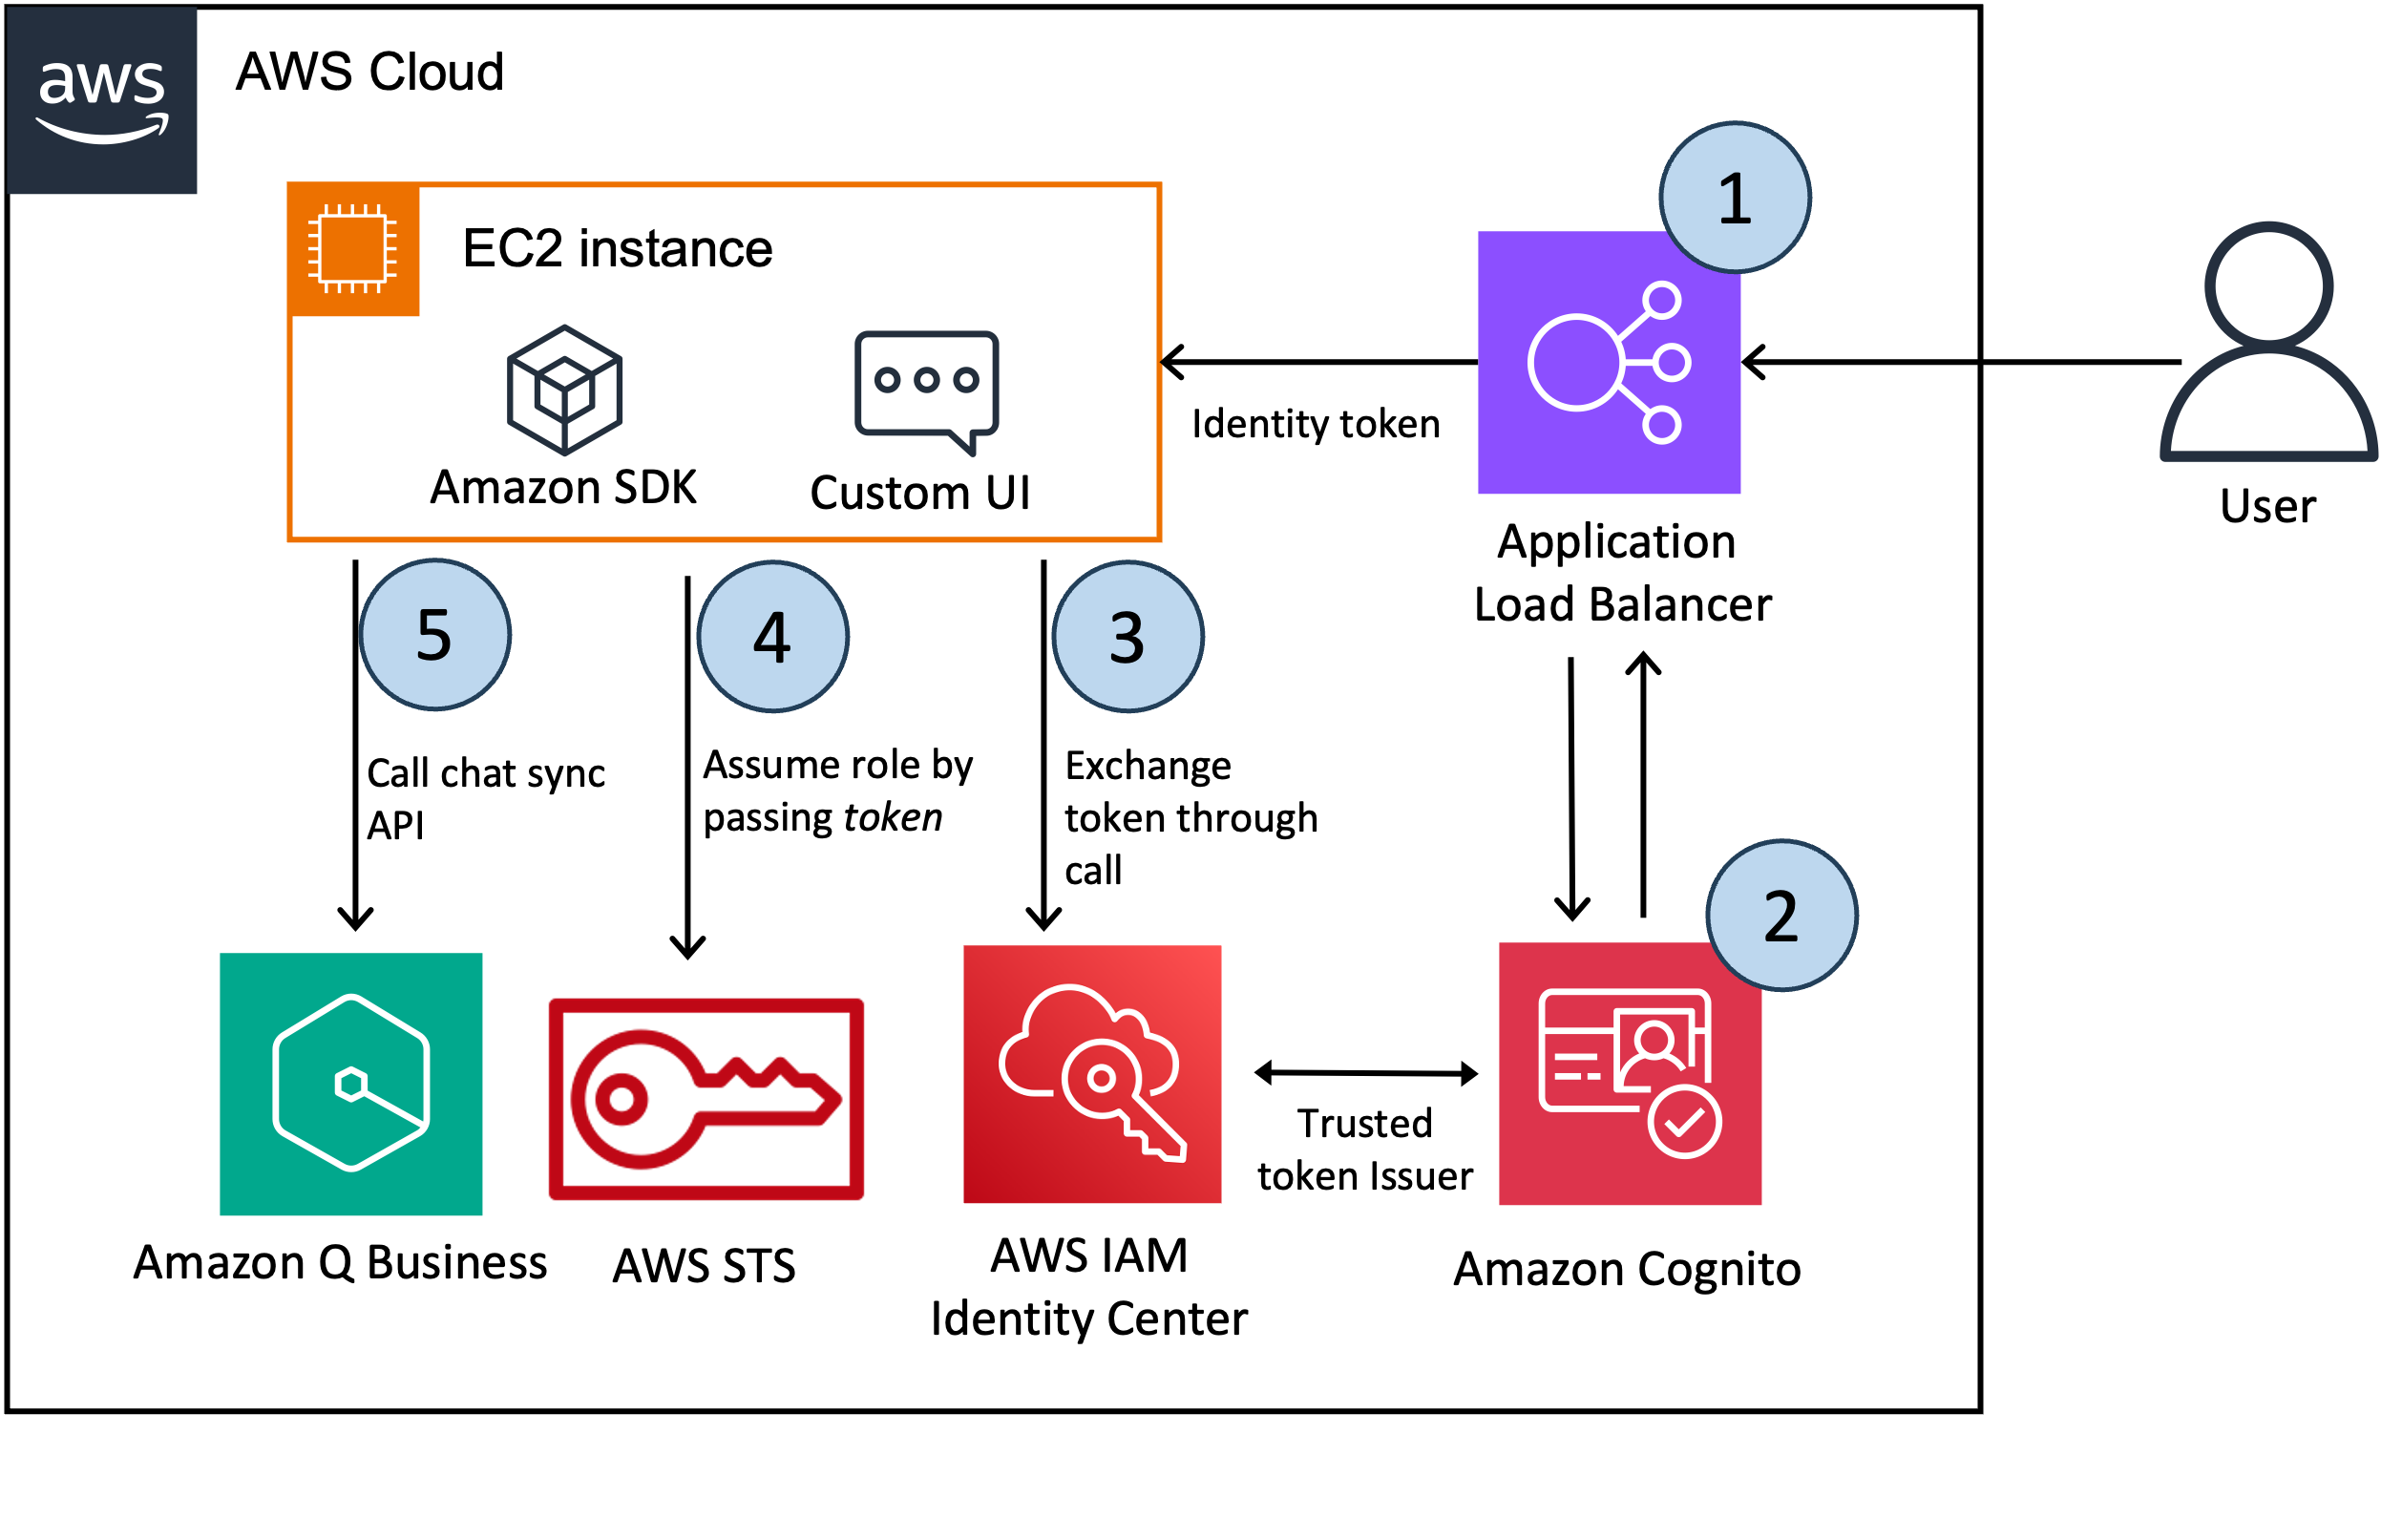 aws
AWS Cloud
1
EC2 instance
Amazon SDK
Custom UI
Identity token
Application
Load Balancer
User
5
4
3
Call chat sync
API
Assume role by
passing token
Exchange
token through
call
2
Trusted
token Issuer
Amazon Q Business
AWS STS
AWS IAM
Identity Center
Amazon Cognito